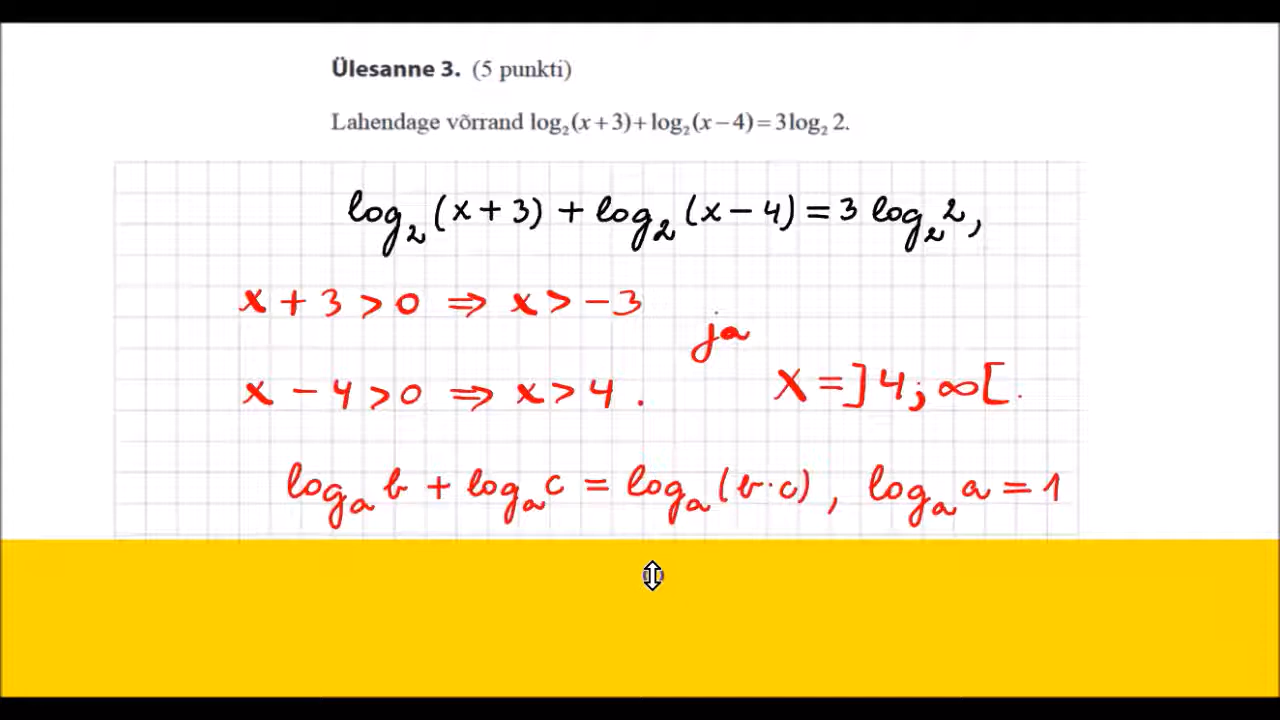 Ülesanne 3. (5 punkti)
Lahendage võrrand log₂(x+3)+log₂(x−4)=3log₂ 2.
log₂(x+3)+log₂(x−4)=3 log₂2,
x+3>0 ⇒ x>−3
ja
x−4>0 ⇒ x>4. X=]4;∞[.
logₐb + logₐc = logₐ(b·c), logₐa=1